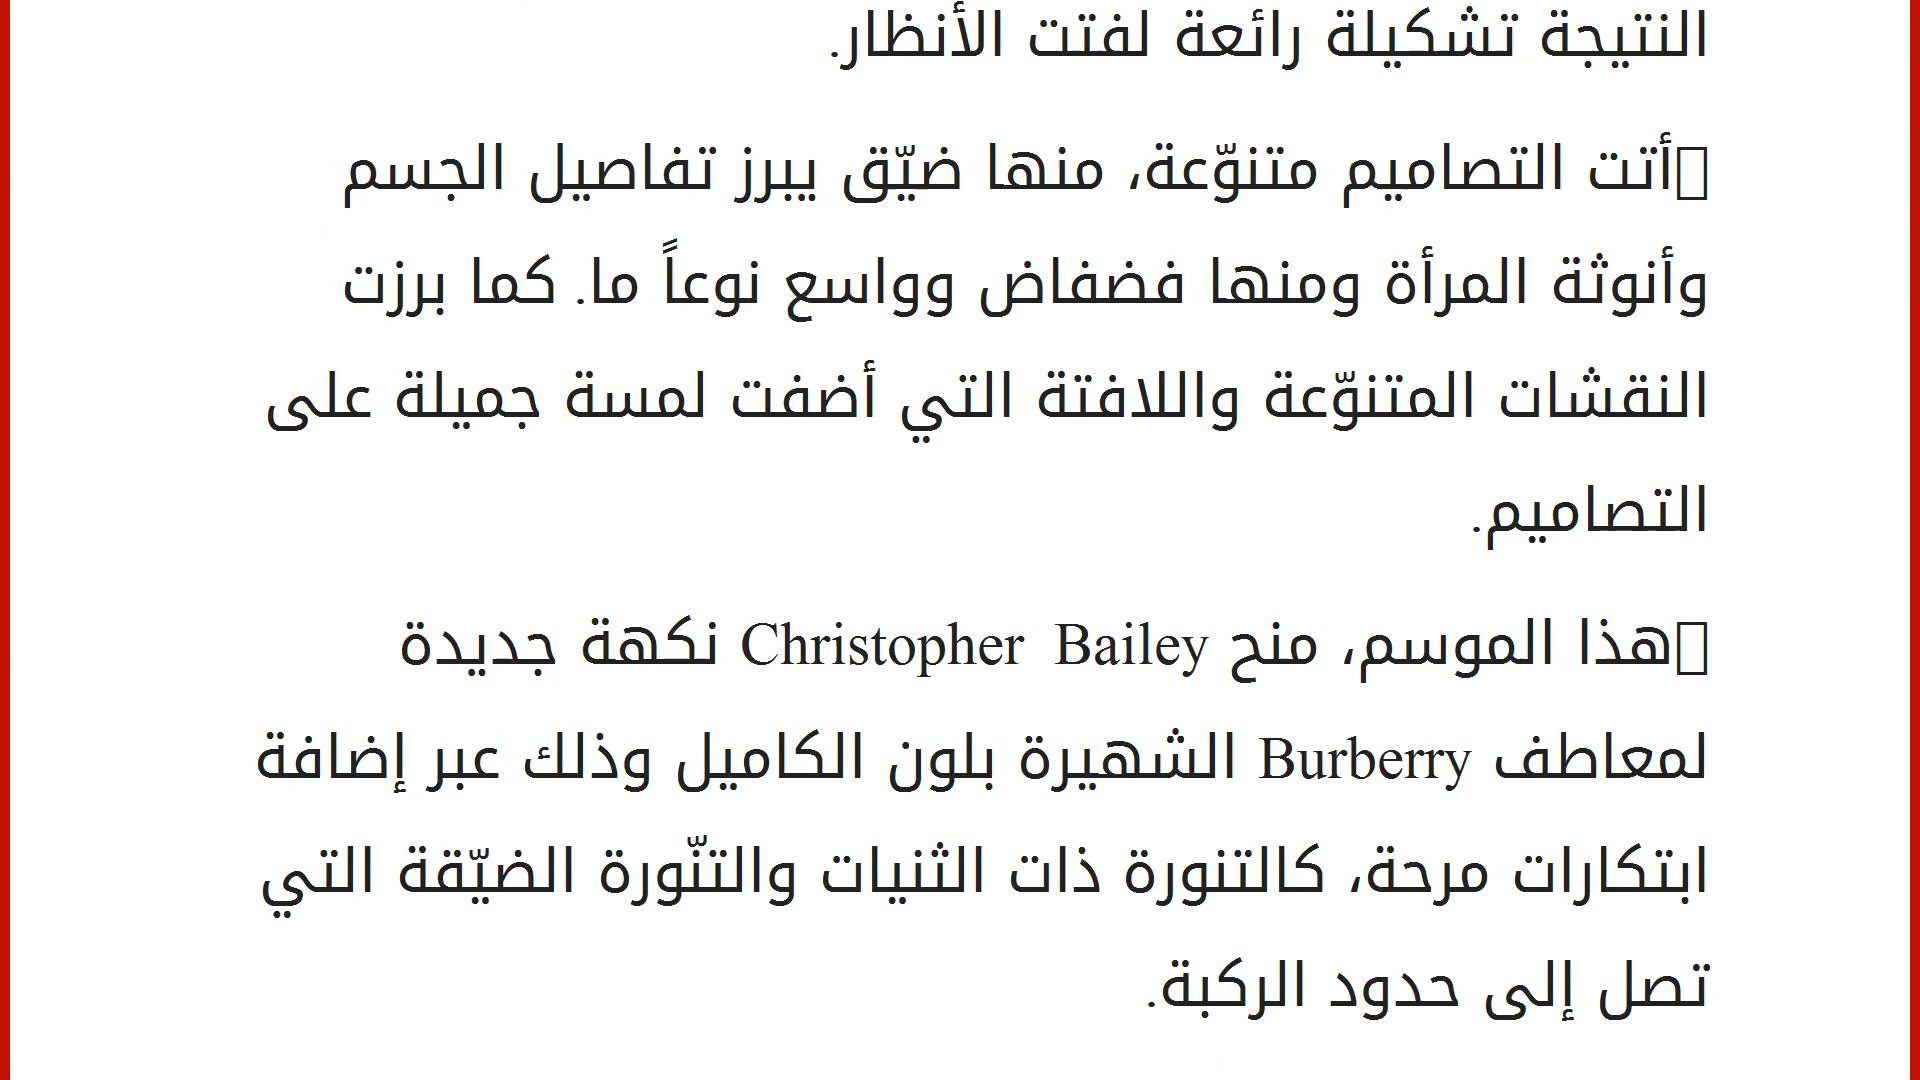 النتيجة تشكيلة رائعة لفتت الأنظار.
أتت التصاميم متنوّعة، منها ضيّق يبرز تفاصيل الجسم
وأنوثة المرأة ومنها فضفاض وواسع نوعاً ما. كما برزت
النقشات المتنوّعة واللافتة التي أضفت لمسة جميلة على
التصاميم.
هذا الموسم، منح Christopher Bailey نكهة جديدة
لمعاطف Burberry الشهيرة بلون الكاميل وذلك عبر إضافة
ابتكارات مرحة، كالتنورة ذات الثنيات والتنّورة الضيّقة التي
تصل إلى حدود الركبة.